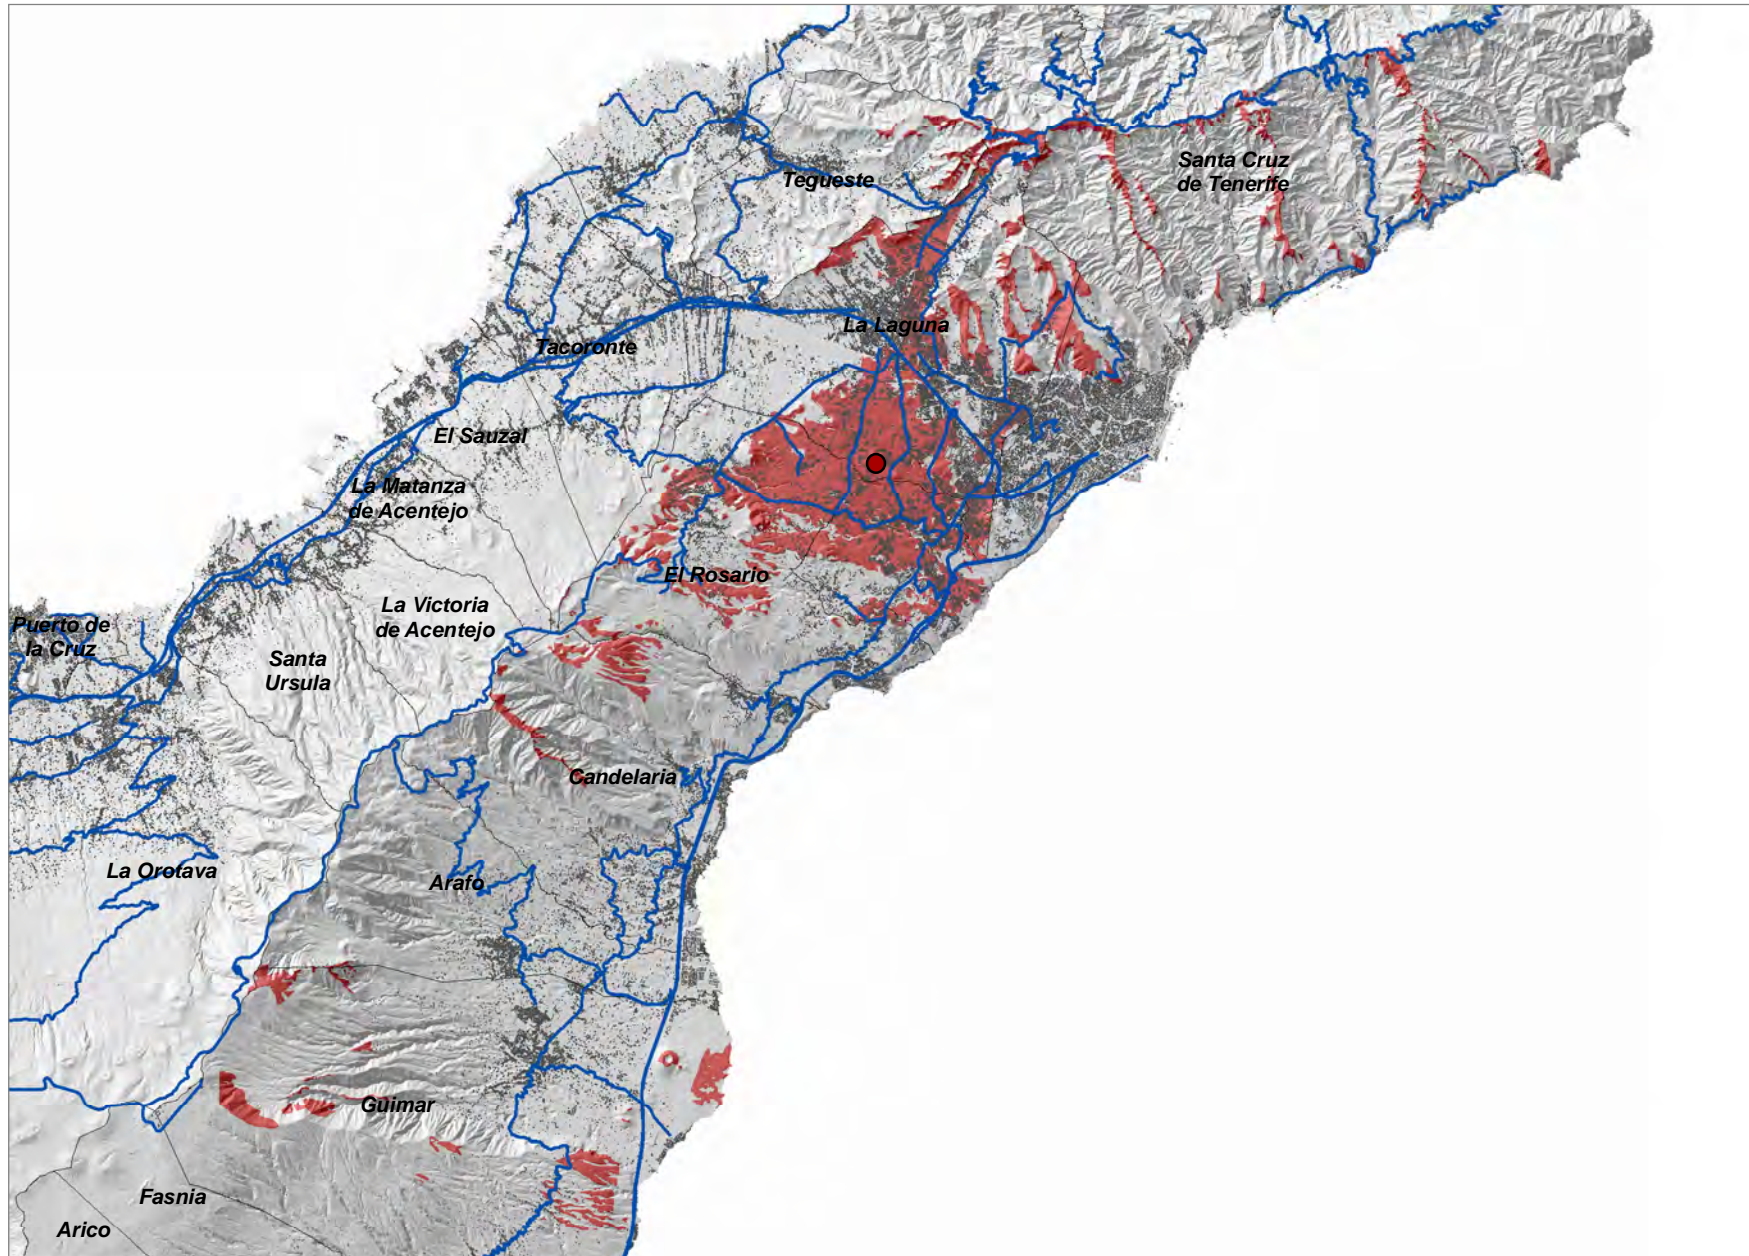 Santa Cruz
de Tenerife
Tegueste
La Laguna
Tacoronte
El Sauzal
La Matanza
de Acentejo
El Rosario
La Victoria
de Acentejo
Puerto de
la Cruz
Santa
Ursula
Candelaria
La Orotava
Arafo
Guimar
Fasnia
Arico